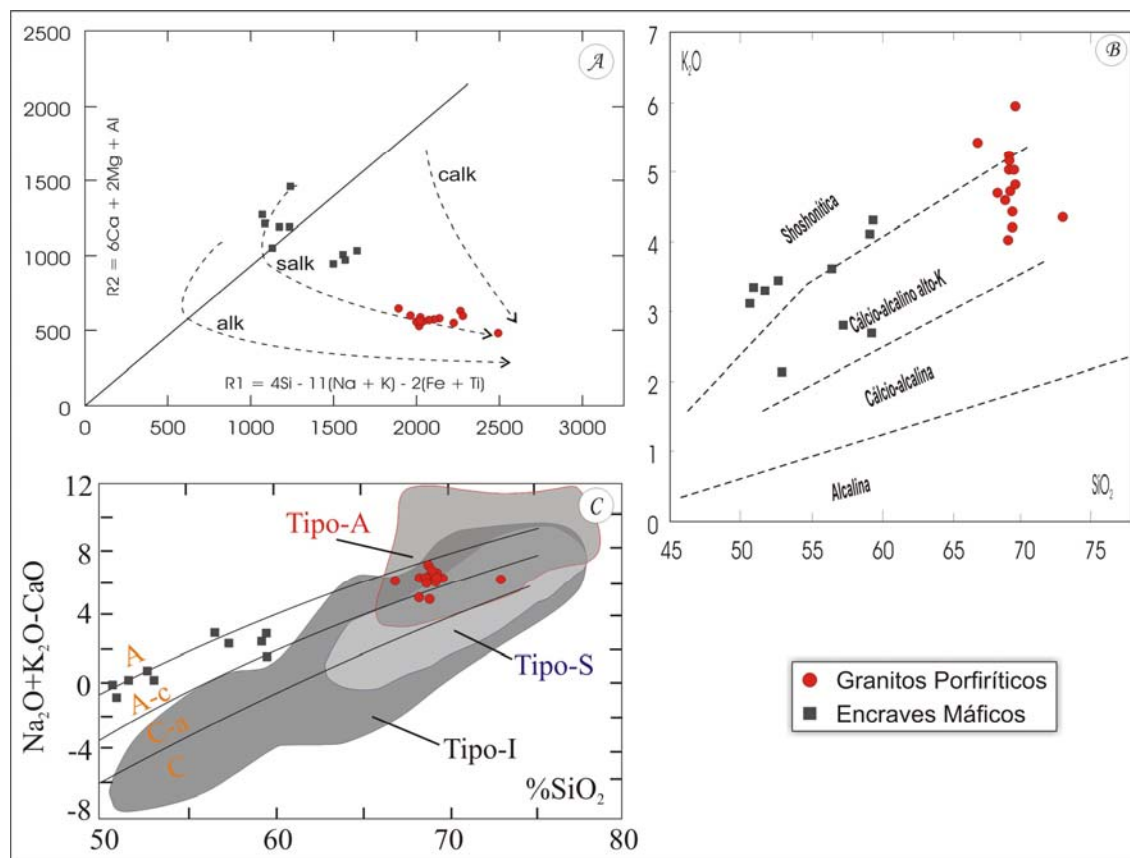 2500
2000
1500
1000
500
0
R2 = 6Ca + 2Mg + Al
A
calk
salk
alk
R1 = 4Si - 11(Na + K) - 2(Fe + Ti)
0 500 1000 1500 2000 2500 3000
7
6
5
4
3
2
1
0
K₂O
B
Shoshonítica
Cálcio-alcalino alto-K
Cálcio-alcalina
Alcalina
SiO₂
45 50 55 60 65 70 75
12
8
4
0
-4
-8
Na₂O+K₂O-CaO
C
Tipo-A
Tipo-S
Tipo-I
A
A-c
C-a
C
%SiO₂
50 60 70 80
Granitos Porfiríticos
Encraves Máficos